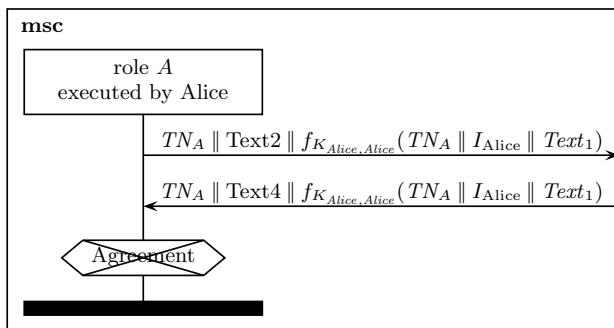 msc
role A
executed by Alice
TN_A ∥ Text2 ∥ f_{K_{Alice,Alice}}(TN_A ∥ I_Alice ∥ Text_1)
TN_A ∥ Text4 ∥ f_{K_{Alice,Alice}}(TN_A ∥ I_Alice ∥ Text_1)
Agreement